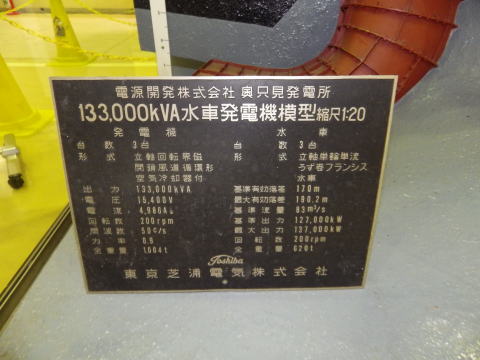 電源開発株式会社 奥只見発電所
133,000kVA水車発電機模型縮尺1:20
発電機
台数 3台
形式 立軸回転界磁
閉鎖風道循環形
空気冷却器付
出力 133,000kVA
電圧 15,400V
電流 4,986A
回転数 200rpm
周波数 50c/s
力率 0.9
全重量 1,004t
水車
台数 3台
形式 立軸単輪単流
うず巻フランシス
水車
基準有効落差 170m
最大有効落差 180.2m
基準流量 83m³/s
基準出力 127,000kW
最大出力 137,000kW
回転数 200rpm
全重量 620t
Toshiba
東京芝浦電気株式会社